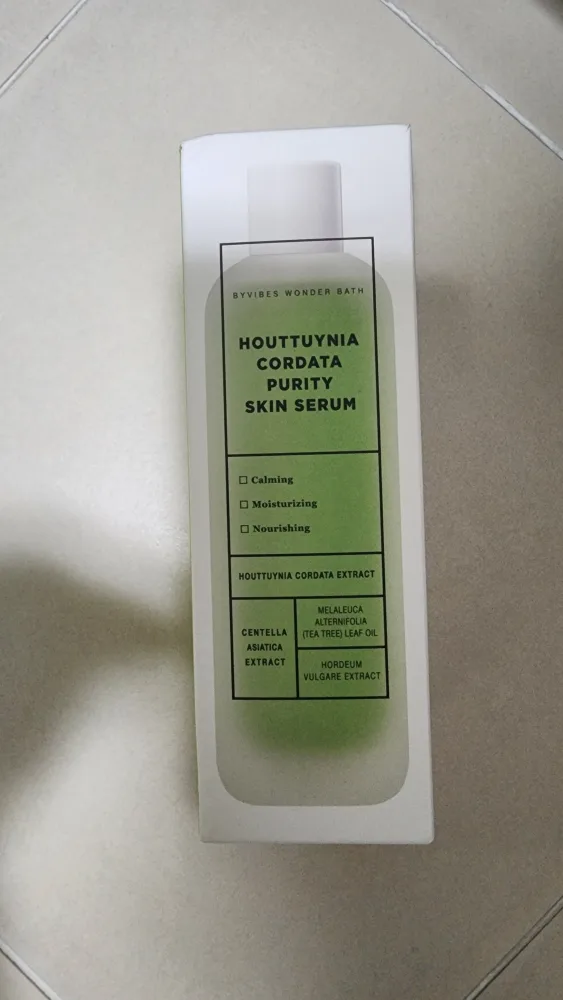 BYVIBES WONDER BATH
HOUTTUYNIA
CORDATA
PURITY
SKIN SERUM
☐ Calming
☐ Moisturizing
☐ Nourishing
HOUTTUYNIA CORDATA EXTRACT
CENTELLA
ASIATICA
EXTRACT
MELALEUCA
ALTERNIFOLIA
(TEA TREE) LEAF OIL
HORDEUM
VULGARE EXTRACT